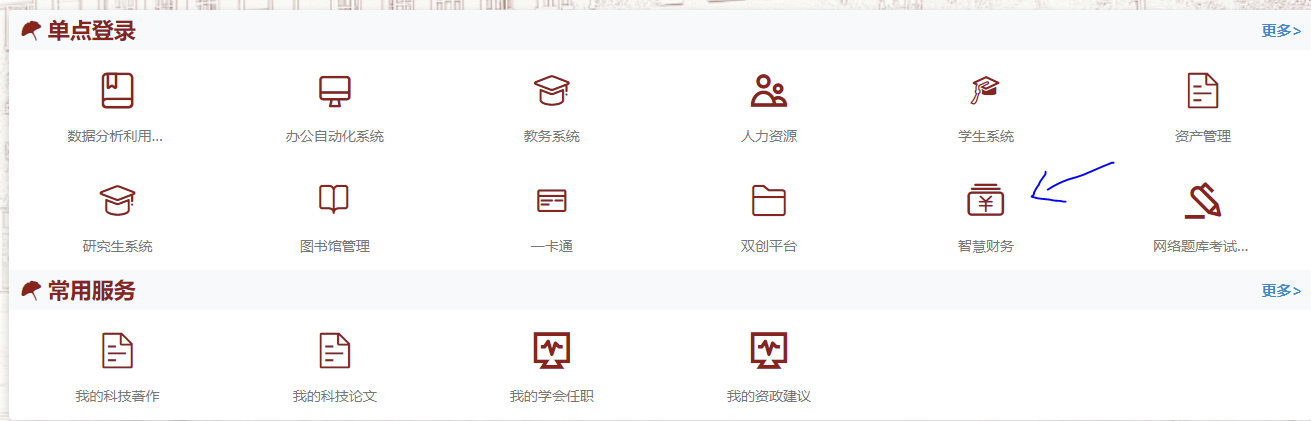 单点登录 更多>
数据分析利用... 办公自动化系统 教务系统 人力资源 学生系统 资产管理
研究生系统 图书馆管理 一卡通 双创平台 智慧财务 网络题库考试...
常用服务 更多>
我的科技著作 我的科技论文 我的学会任职 我的资政建议